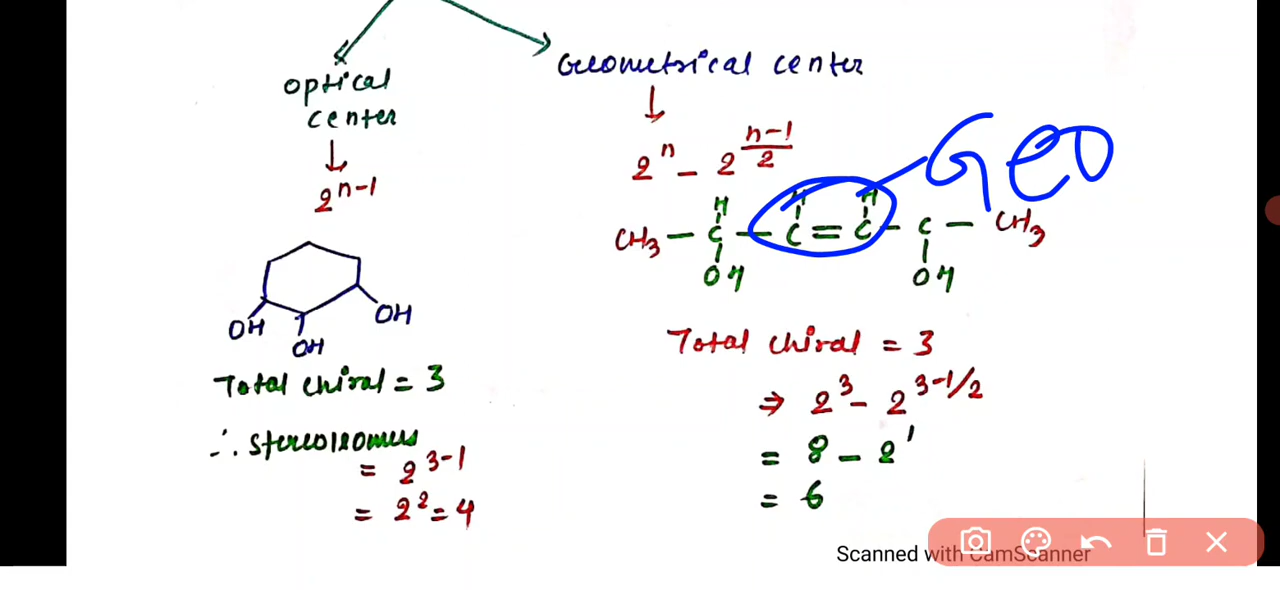 optical
center
2^{n-1}
OH
OH
OH
Total chiral = 3
∴ stereoisomers
= 2^{3-1}
= 2^2 = 4
Geometrical center
2^n - 2^{\frac{n-1}{2}}
GEO
H H H
CH3 - C - C = C - C - CH3
OH OH
Total chiral = 3
⇒ 2^3 - 2^{3-1/2}
= 8 - 2^1
= 6
Scanned with CamScanner